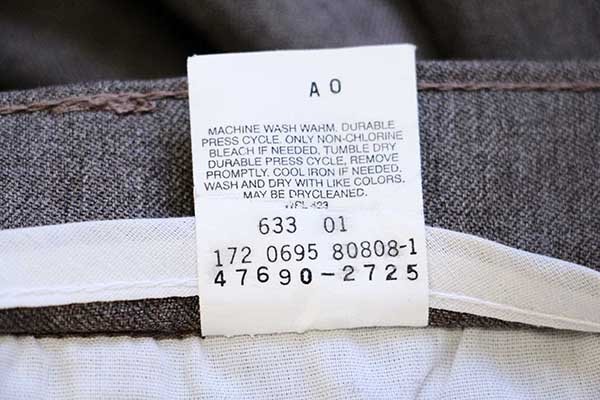 A O
MACHINE WASH WARM. DURABLE
PRESS CYCLE. ONLY NON-CHLORINE
BLEACH IF NEEDED. TUMBLE DRY
DURABLE PRESS CYCLE, REMOVE
PROMPTLY. COOL IRON IF NEEDED.
WASH AND DRY WITH LIKE COLORS.
MAY BE DRYCLEANED.
633 01
172 0695 80808-1
47690-2725